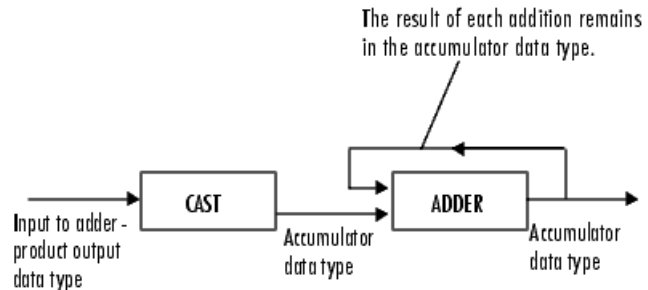 The result of each addition remains
in the accumulator data type.
CAST
ADDER
Input to adder -
product output
data type
Accumulator
data type
Accumulator
data type